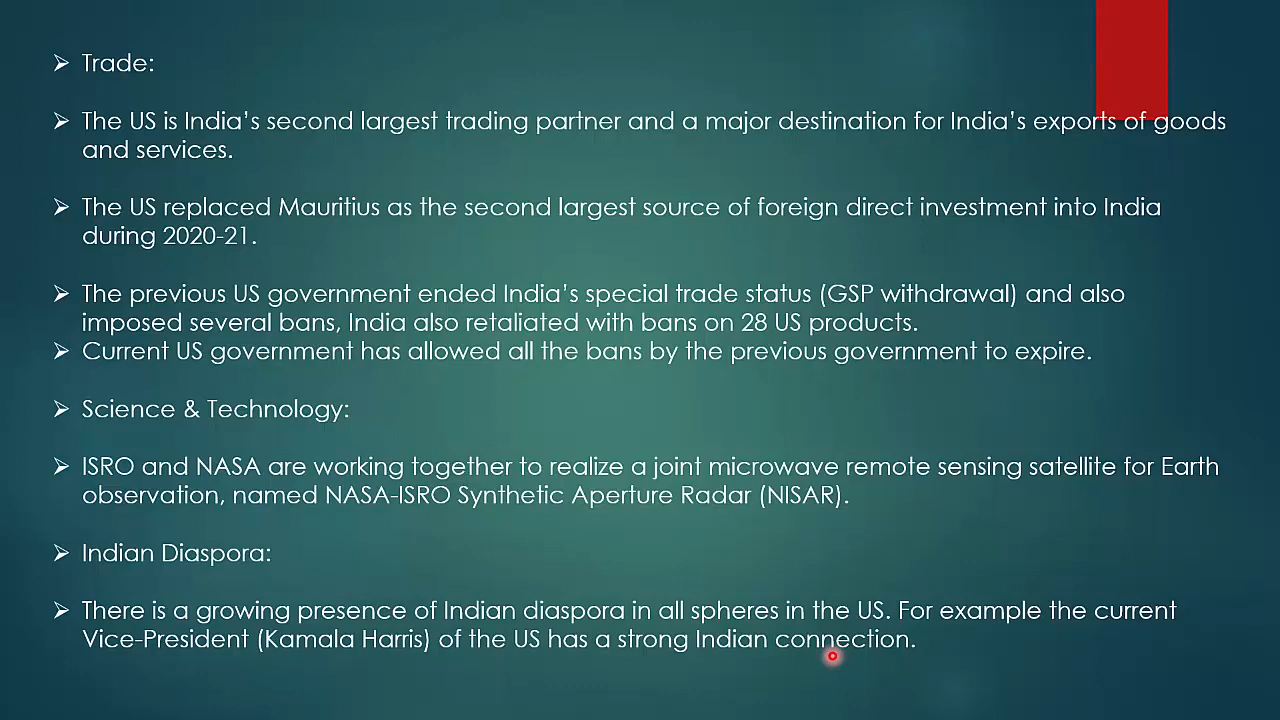 Trade:
The US is India's second largest trading partner and a major destination for India's exports of goods
and services.
The US replaced Mauritius as the second largest source of foreign direct investment into India
during 2020-21.
The previous US government ended India's special trade status (GSP withdrawal) and also
imposed several bans, India also retaliated with bans on 28 US products.
Current US government has allowed all the bans by the previous government to expire.
Science & Technology:
ISRO and NASA are working together to realize a joint microwave remote sensing satellite for Earth
observation, named NASA-ISRO Synthetic Aperture Radar (NISAR).
Indian Diaspora:
There is a growing presence of Indian diaspora in all spheres in the US. For example the current
Vice-President (Kamala Harris) of the US has a strong Indian connection.